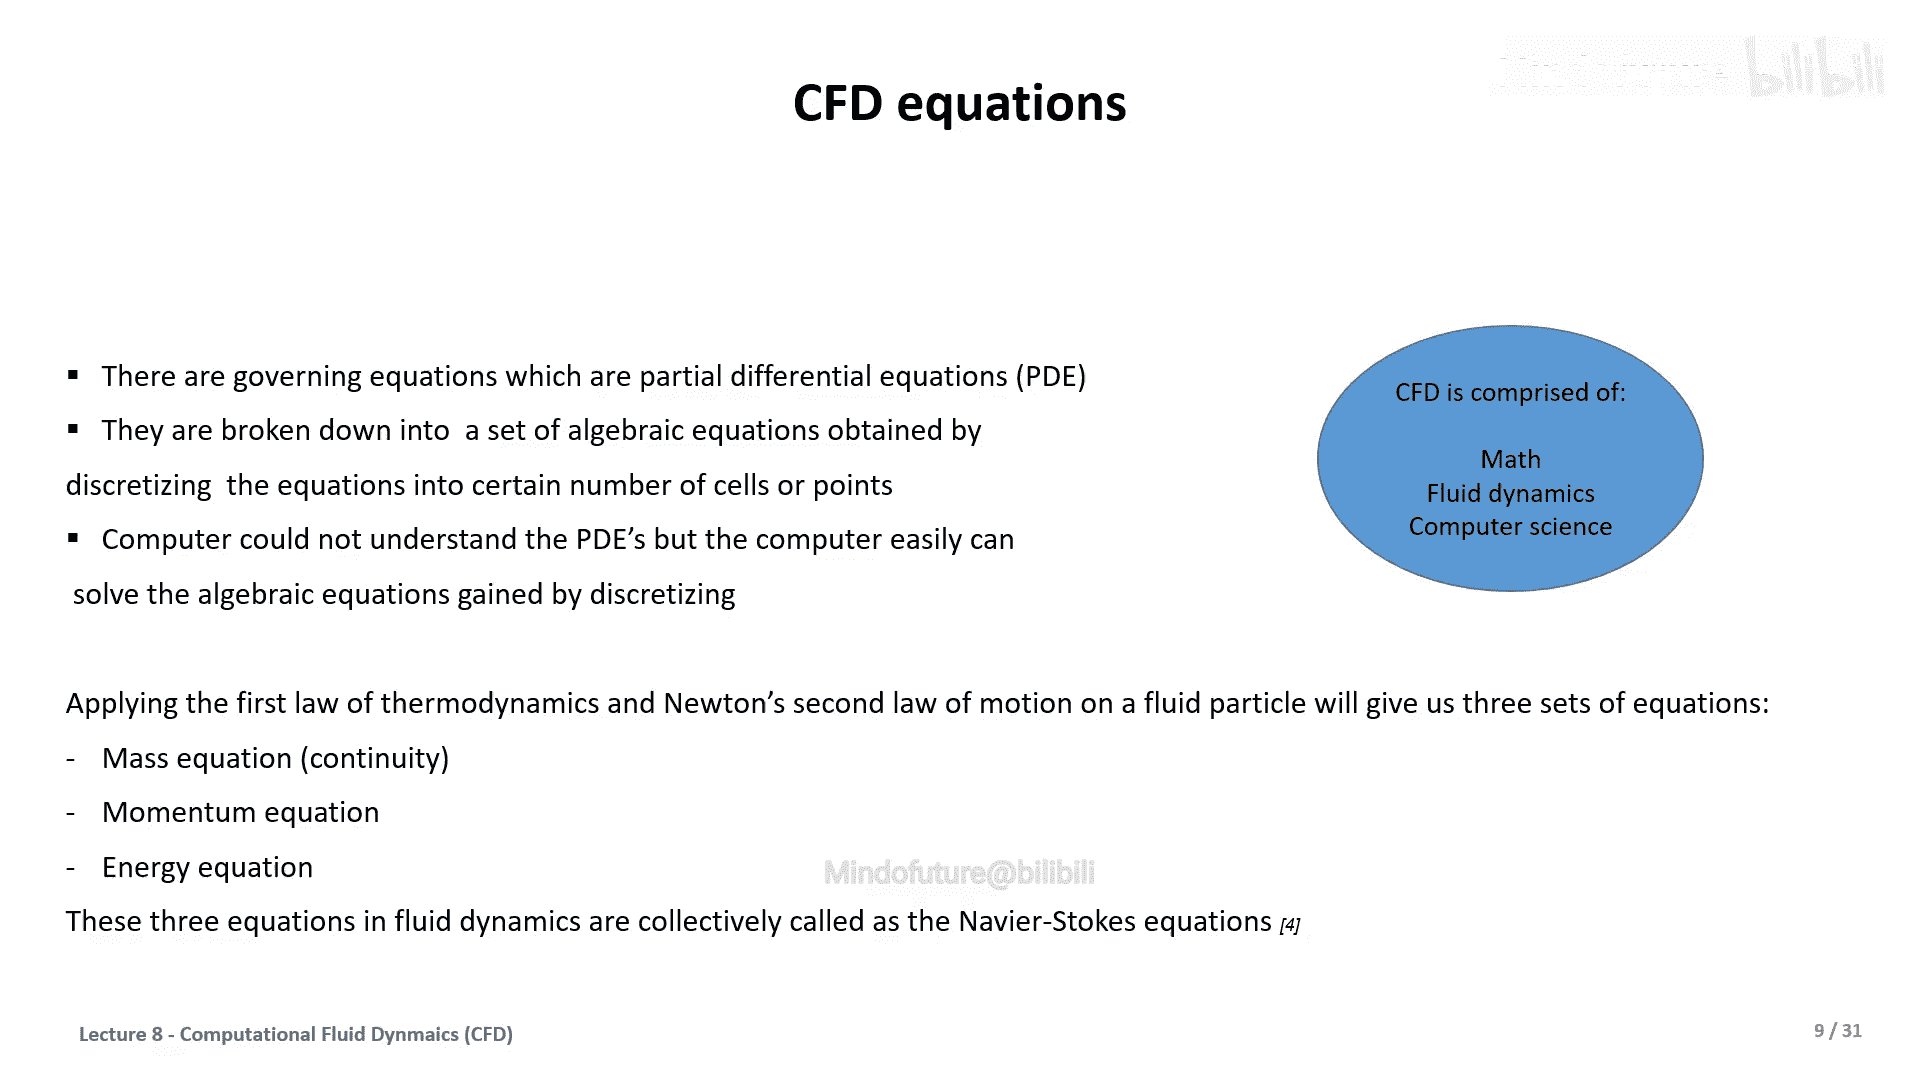 bilibili
CFD equations
▪ There are governing equations which are partial differential equations (PDE)
▪ They are broken down into  a set of algebraic equations obtained by
discretizing  the equations into certain number of cells or points
▪ Computer could not understand the PDE’s but the computer easily can
solve the algebraic equations gained by discretizing
CFD is comprised of:
Math
Fluid dynamics
Computer science
Applying the first law of thermodynamics and Newton’s second law of motion on a fluid particle will give us three sets of equations:
- Mass equation (continuity)
- Momentum equation
- Energy equation
Mindofuture@bilibili
These three equations in fluid dynamics are collectively called as the Navier-Stokes equations [4]
Lecture 8 - Computational Fluid Dynmaics (CFD)
9 / 31